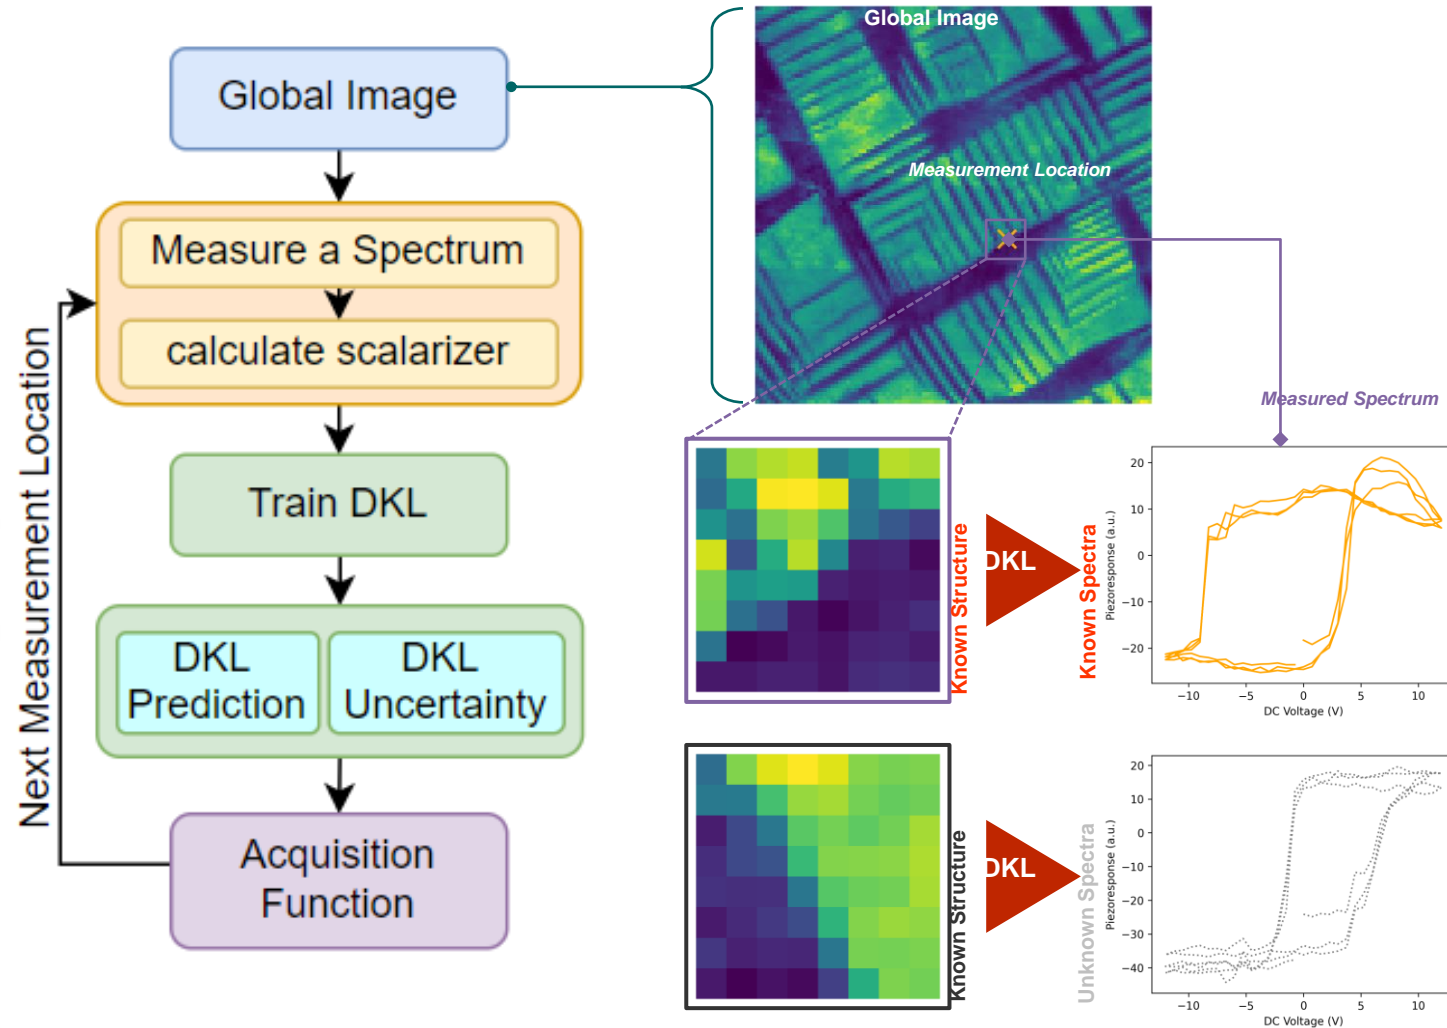 Global Image
Measure a Spectrum
calculate scalarizer
Train DKL
DKL
Prediction
DKL
Uncertainty
Acquisition
Function
Next Measurement Location
Global Image
Measurement Location
Measured Spectrum
Known Structure
DKL
Known Spectra
Piezoresponse (a.u.)
20
10
0
−10
−20
−10
−5
0
5
10
DC Voltage (V)
Known Structure
DKL
Unknown Spectra
Piezoresponse (a.u.)
20
10
0
−10
−20
−30
−40
−10
−5
0
5
10
DC Voltage (V)